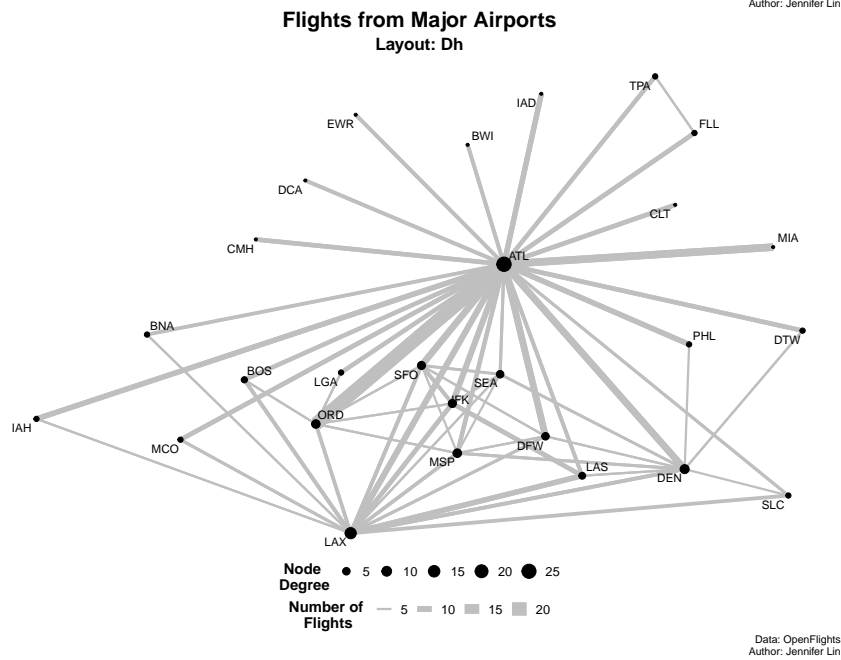 Author: Jennifer Lin
Flights from Major Airports
Layout: Dh
TPA
IAD
EWR
FLL
BWI
DCA
CLT
CMH
MIA
ATL
BNA
PHL
DTW
BOS
SFO
LGA
SEA
JFK
ORD
IAH
MCO
DFW
MSP
LAS
DEN
SLC
LAX
Node Degree 5 10 15 20 25
Number of Flights 5 10 15 20
Data: OpenFlights
Author: Jennifer Lin